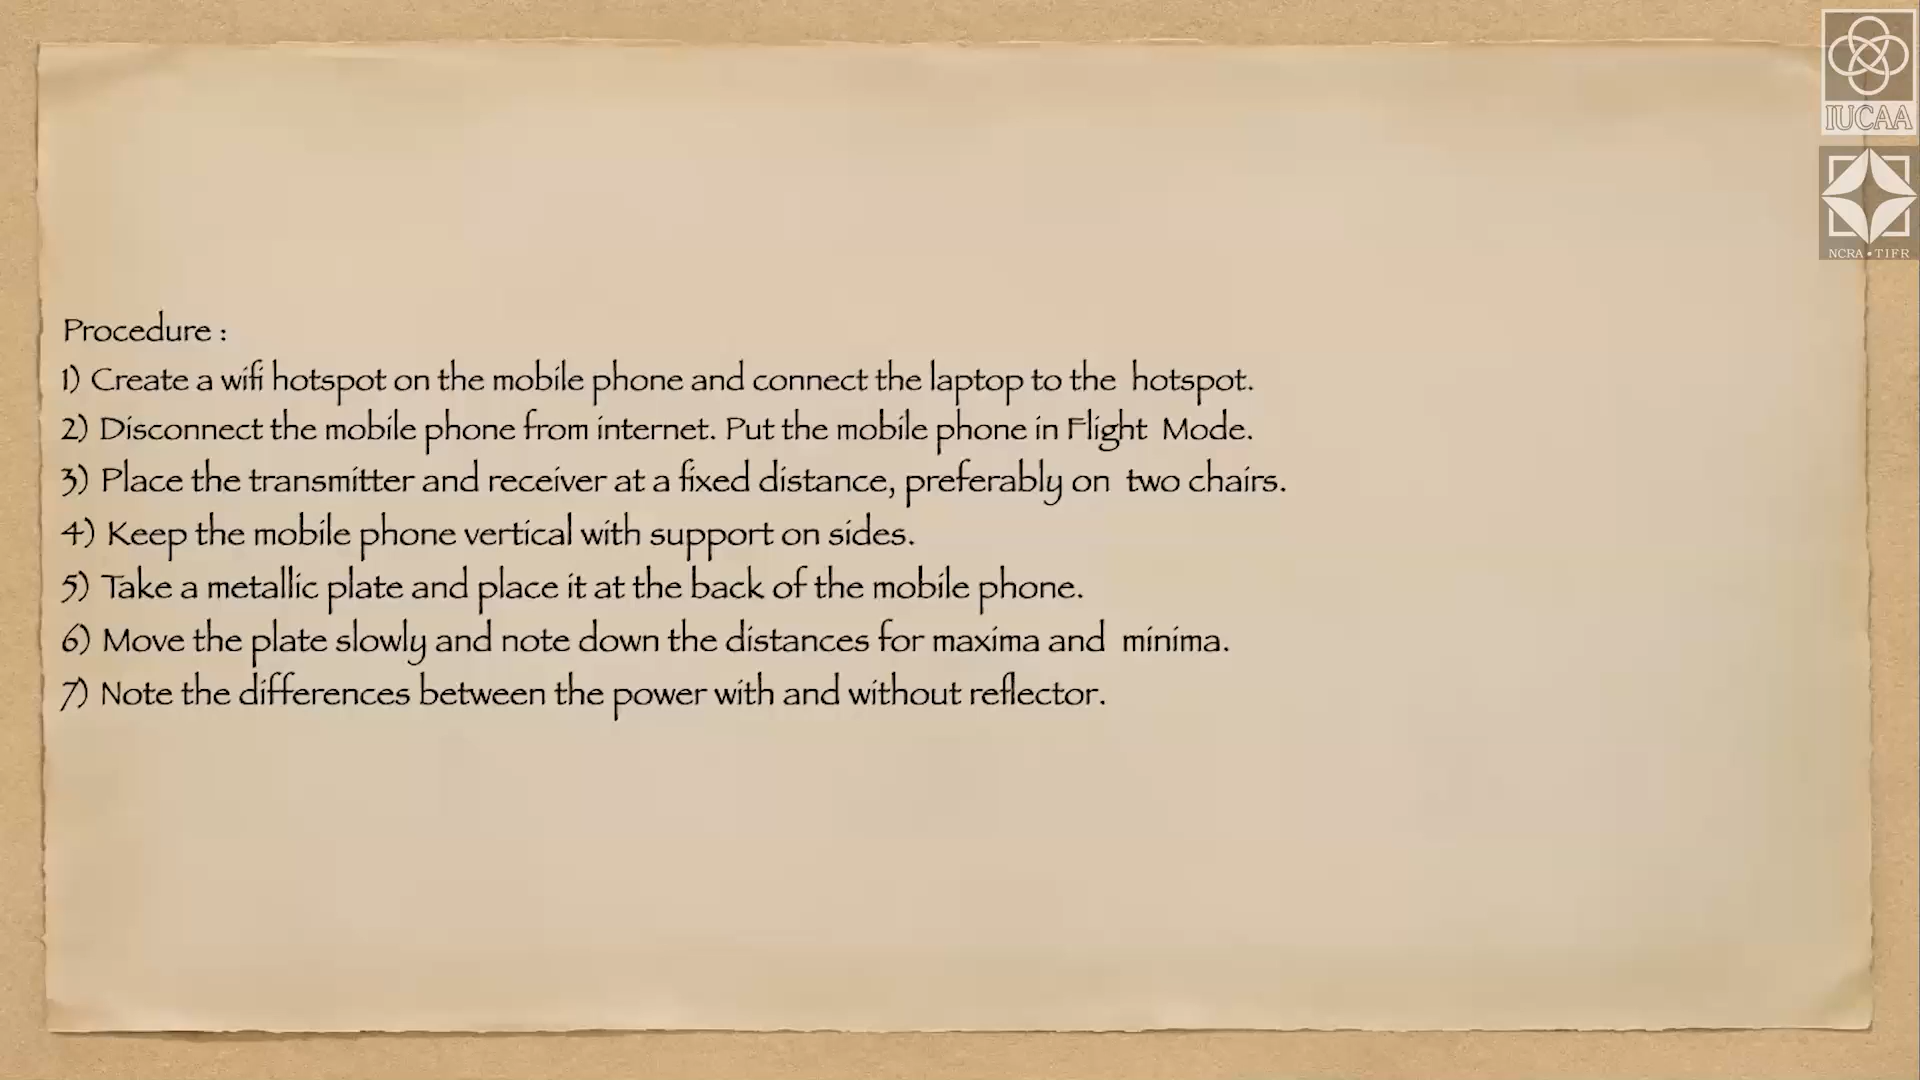 IUCAA
NCRA • TIFR
Procedure :
1) Create a wifi hotspot on the mobile phone and connect the laptop to the hotspot.
2) Disconnect the mobile phone from internet. Put the mobile phone in Flight Mode.
3) Place the transmitter and receiver at a fixed distance, preferably on two chairs.
4) Keep the mobile phone vertical with support on sides.
5) Take a metallic plate and place it at the back of the mobile phone.
6) Move the plate slowly and note down the distances for maxima and minima.
7) Note the differences between the power with and without reflector.